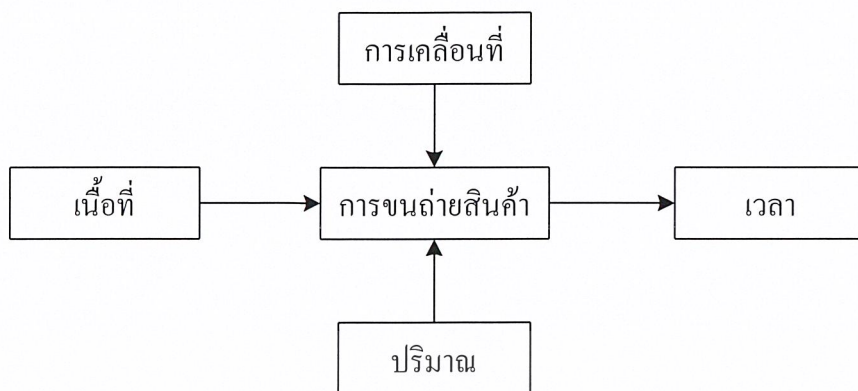 การเคลื่อนที่
เนื้อที่
การขนถ่ายสินค้า
เวลา
ปริมาณ